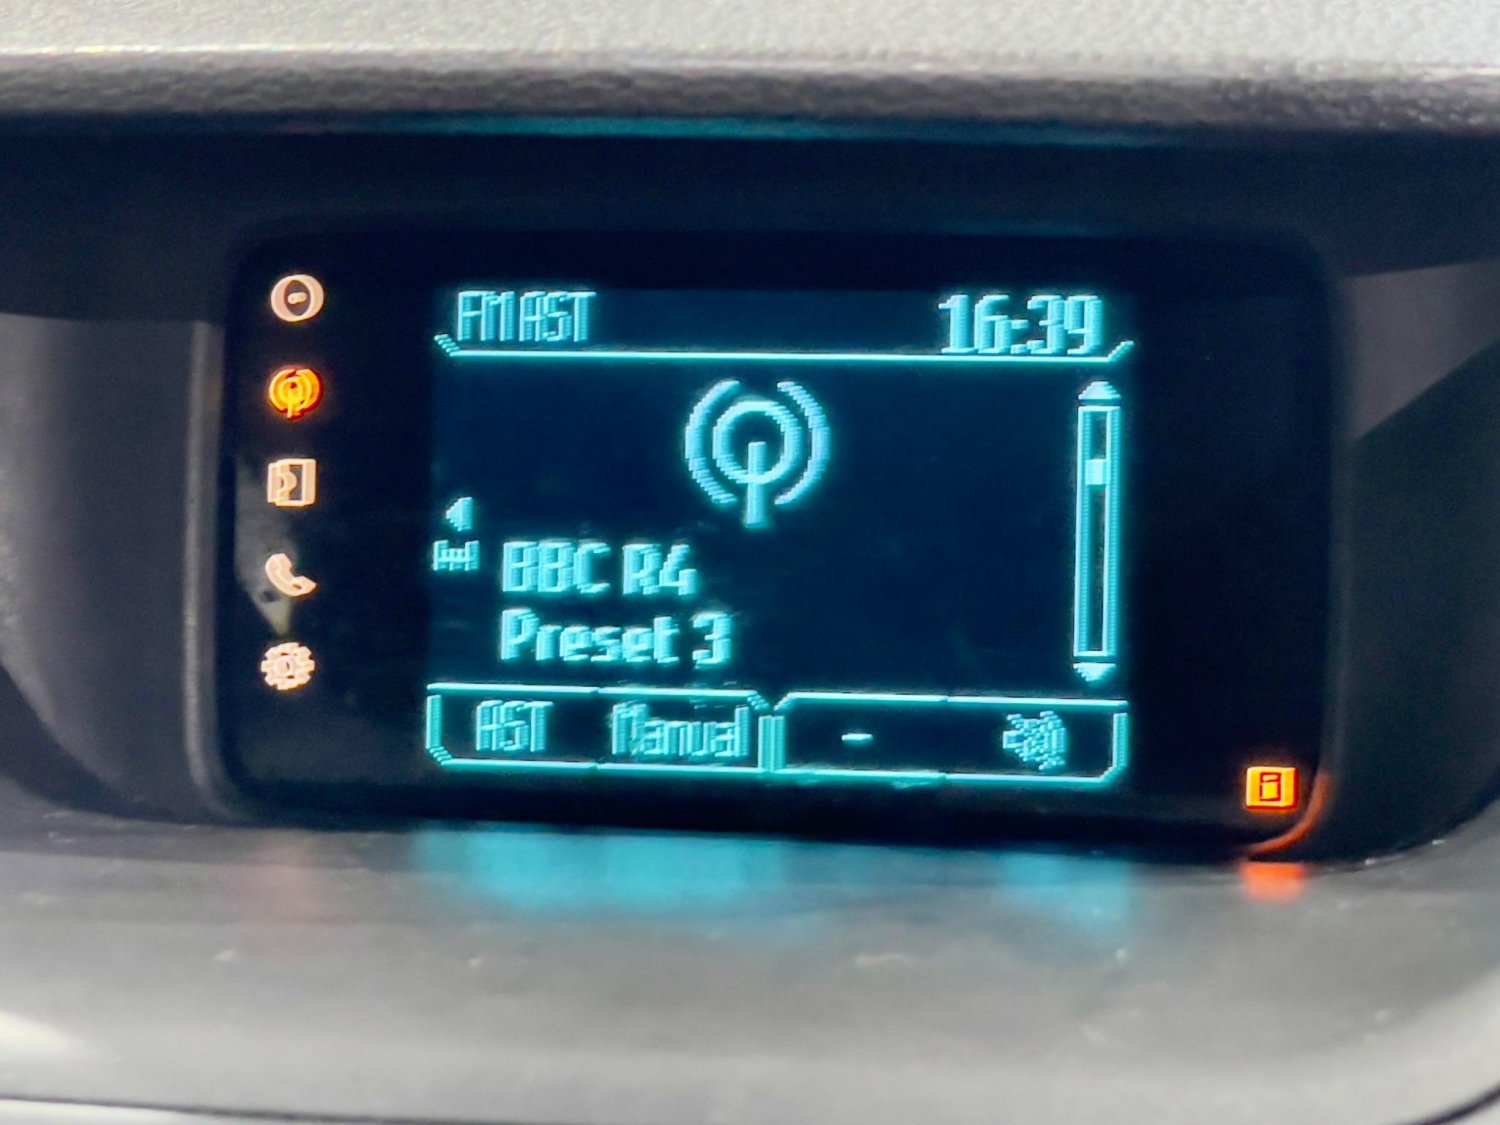 FM AST
16:39
BBC R4
Preset 3
AST Manual -